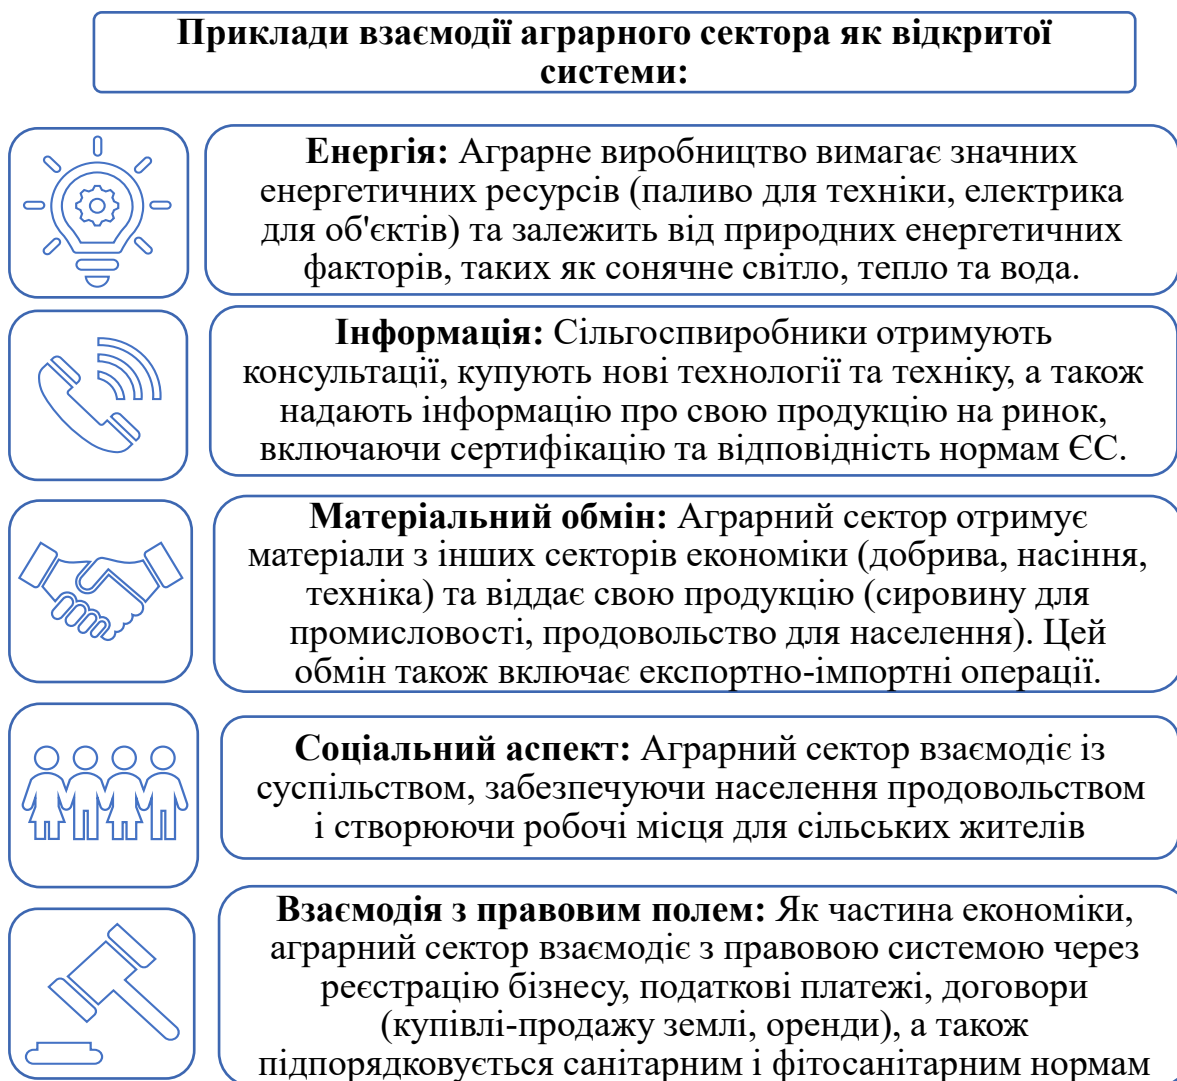 Приклади взаємодії аграрного сектора як відкритої
системи:
Енергія: Аграрне виробництво вимагає значних
енергетичних ресурсів (паливо для техніки, електрика
для об'єктів) та залежить від природних енергетичних
факторів, таких як сонячне світло, тепло та вода.
Інформація: Сільгоспвиробники отримують
консультації, купують нові технології та техніку, а також
надають інформацію про свою продукцію на ринок,
включаючи сертифікацію та відповідність нормам ЄС.
Матеріальний обмін: Аграрний сектор отримує
матеріали з інших секторів економіки (добрива, насіння,
техніка) та віддає свою продукцію (сировину для
промисловості, продовольство для населення). Цей
обмін також включає експортно-імпортні операції.
Соціальний аспект: Аграрний сектор взаємодіє із
суспільством, забезпечуючи населення продовольством
і створюючи робочі місця для сільських жителів
Взаємодія з правовим полем: Як частина економіки,
аграрний сектор взаємодіє з правовою системою через
реєстрацію бізнесу, податкові платежі, договори
(купівлі-продажу землі, оренди), а також
підпорядковується санітарним і фітосанітарним нормам